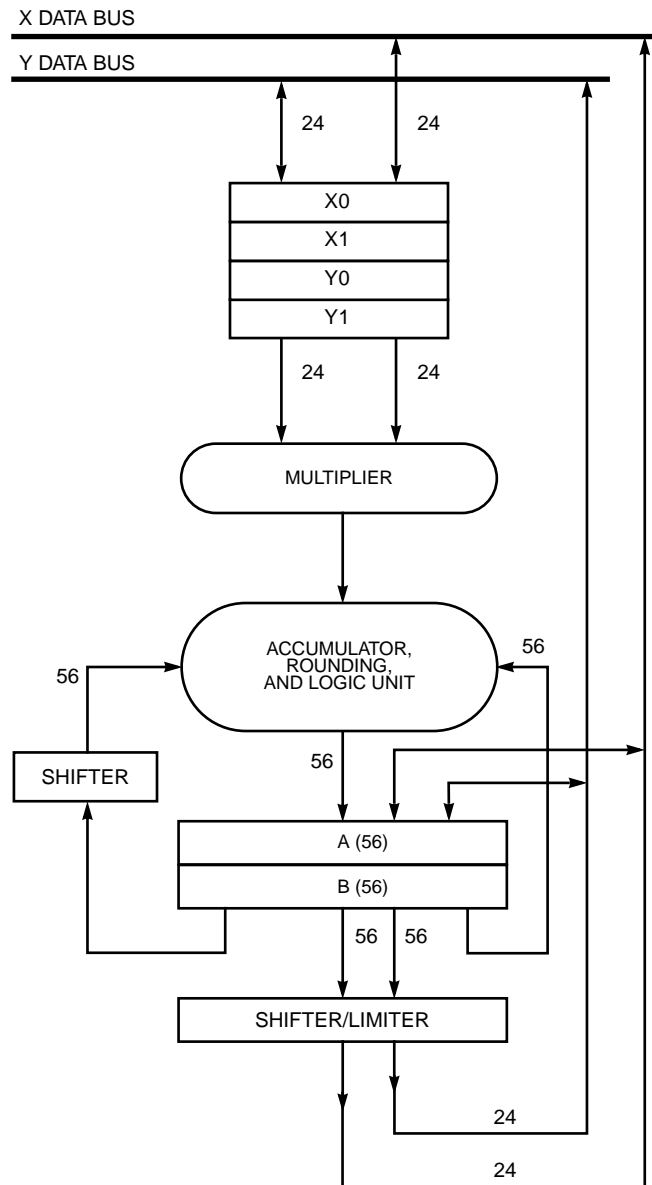 X DATA BUS
Y DATA BUS
24 24
X0
X1
Y0
Y1
24 24
MULTIPLIER
ACCUMULATOR,
ROUNDING,
AND LOGIC UNIT
56
56
56
SHIFTER
A (56)
B (56)
56 56
SHIFTER/LIMITER
24
24